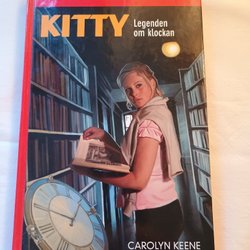 KITTY
Legenden
om klockan
CAROLYN KEENE